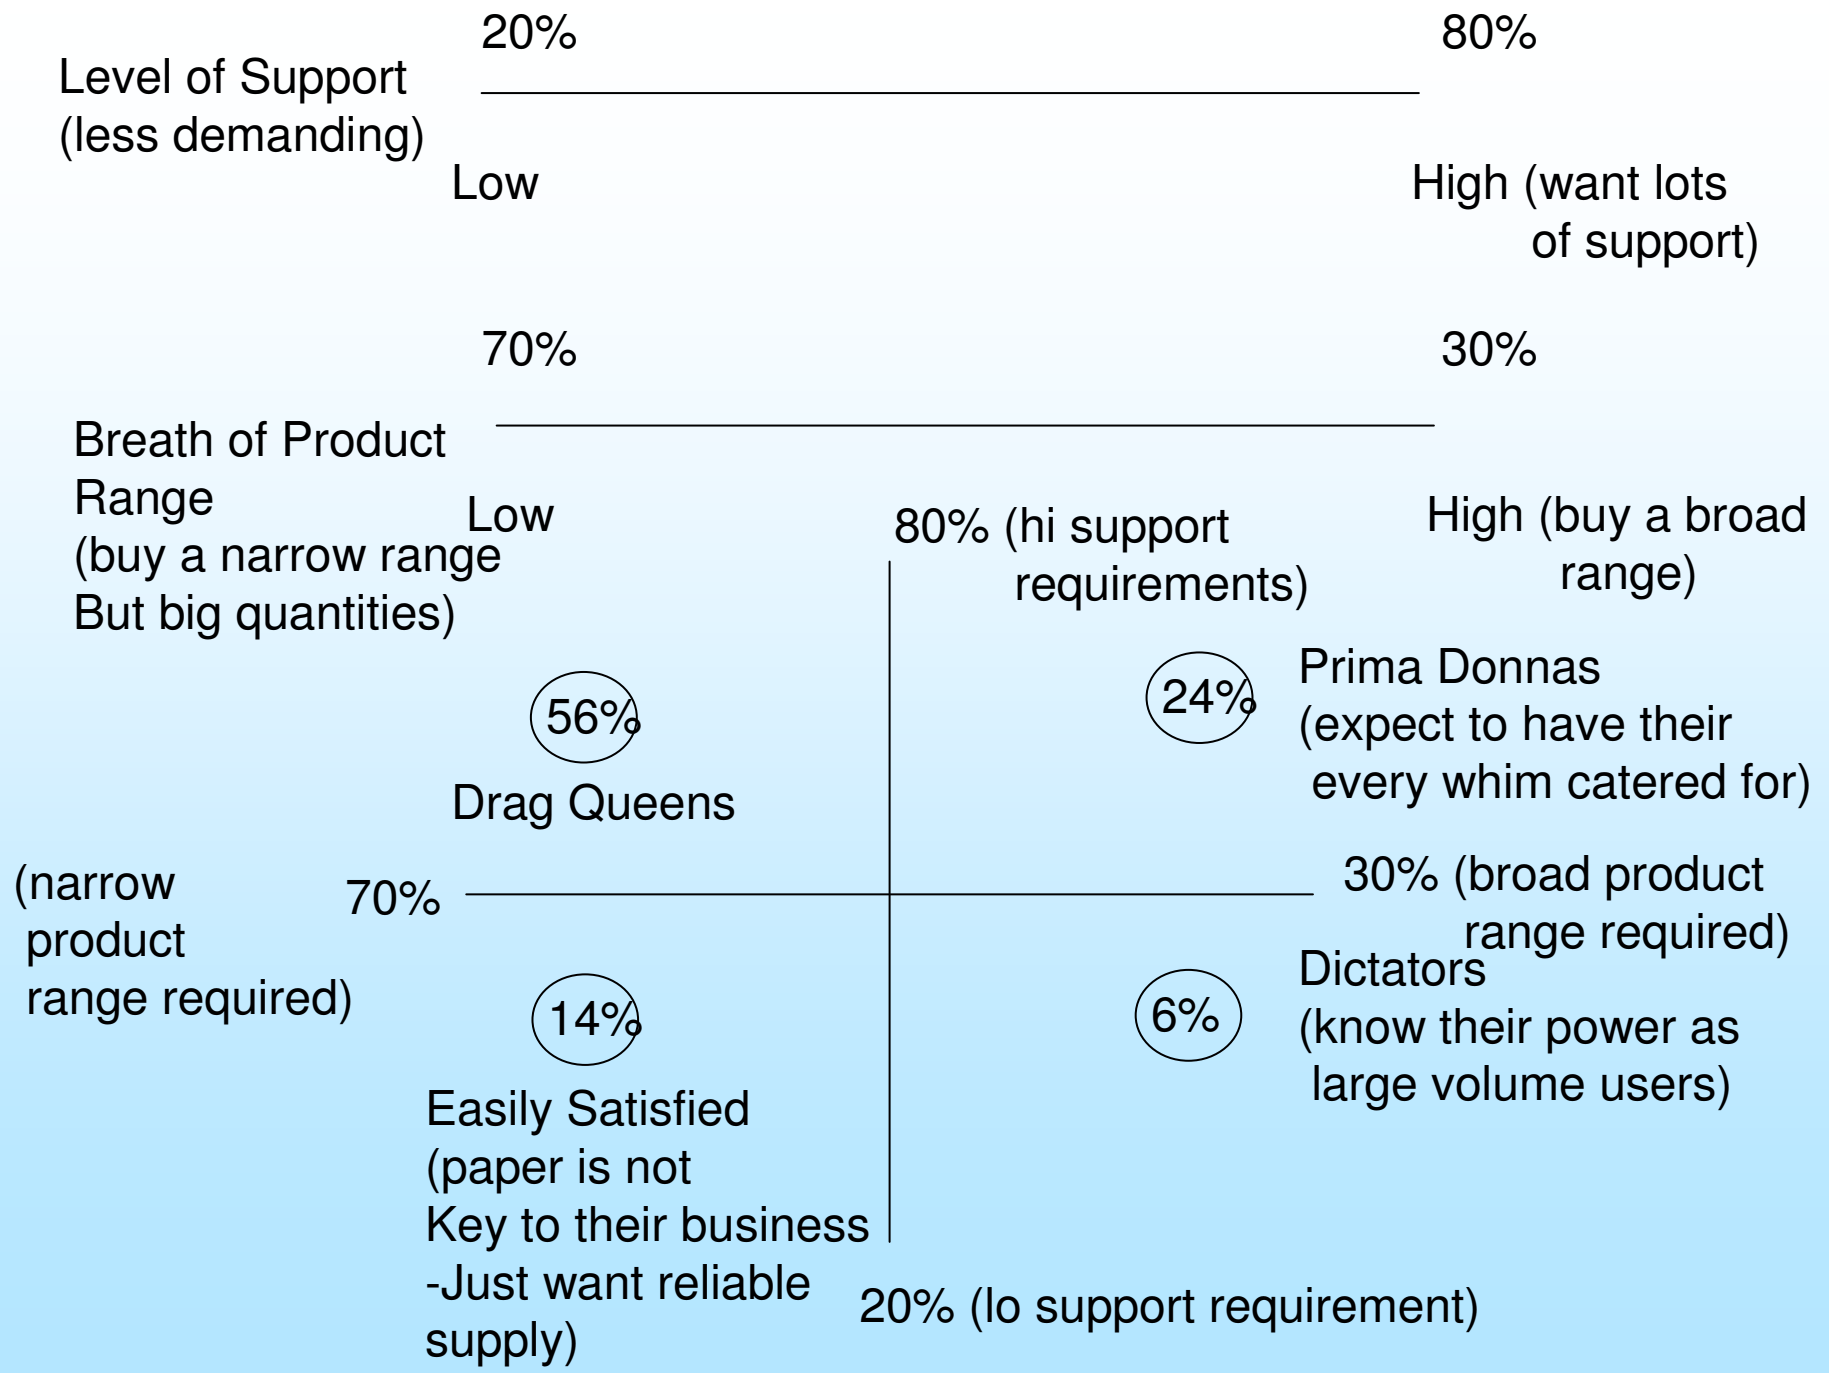 20%
80%
Level of Support
(less demanding)
Low
High (want lots
of support)
70%
30%
Breath of Product
Range
(buy a narrow range
But big quantities)
Low
High (buy a broad
range)
80% (hi support
requirements)
56%
Drag Queens
24%
Prima Donnas
(expect to have their
every whim catered for)
(narrow
product
range required)
70%
30% (broad product
range required)
14%
Easily Satisfied
(paper is not
Key to their business
-Just want reliable
supply)
6%
Dictators
(know their power as
large volume users)
20% (lo support requirement)